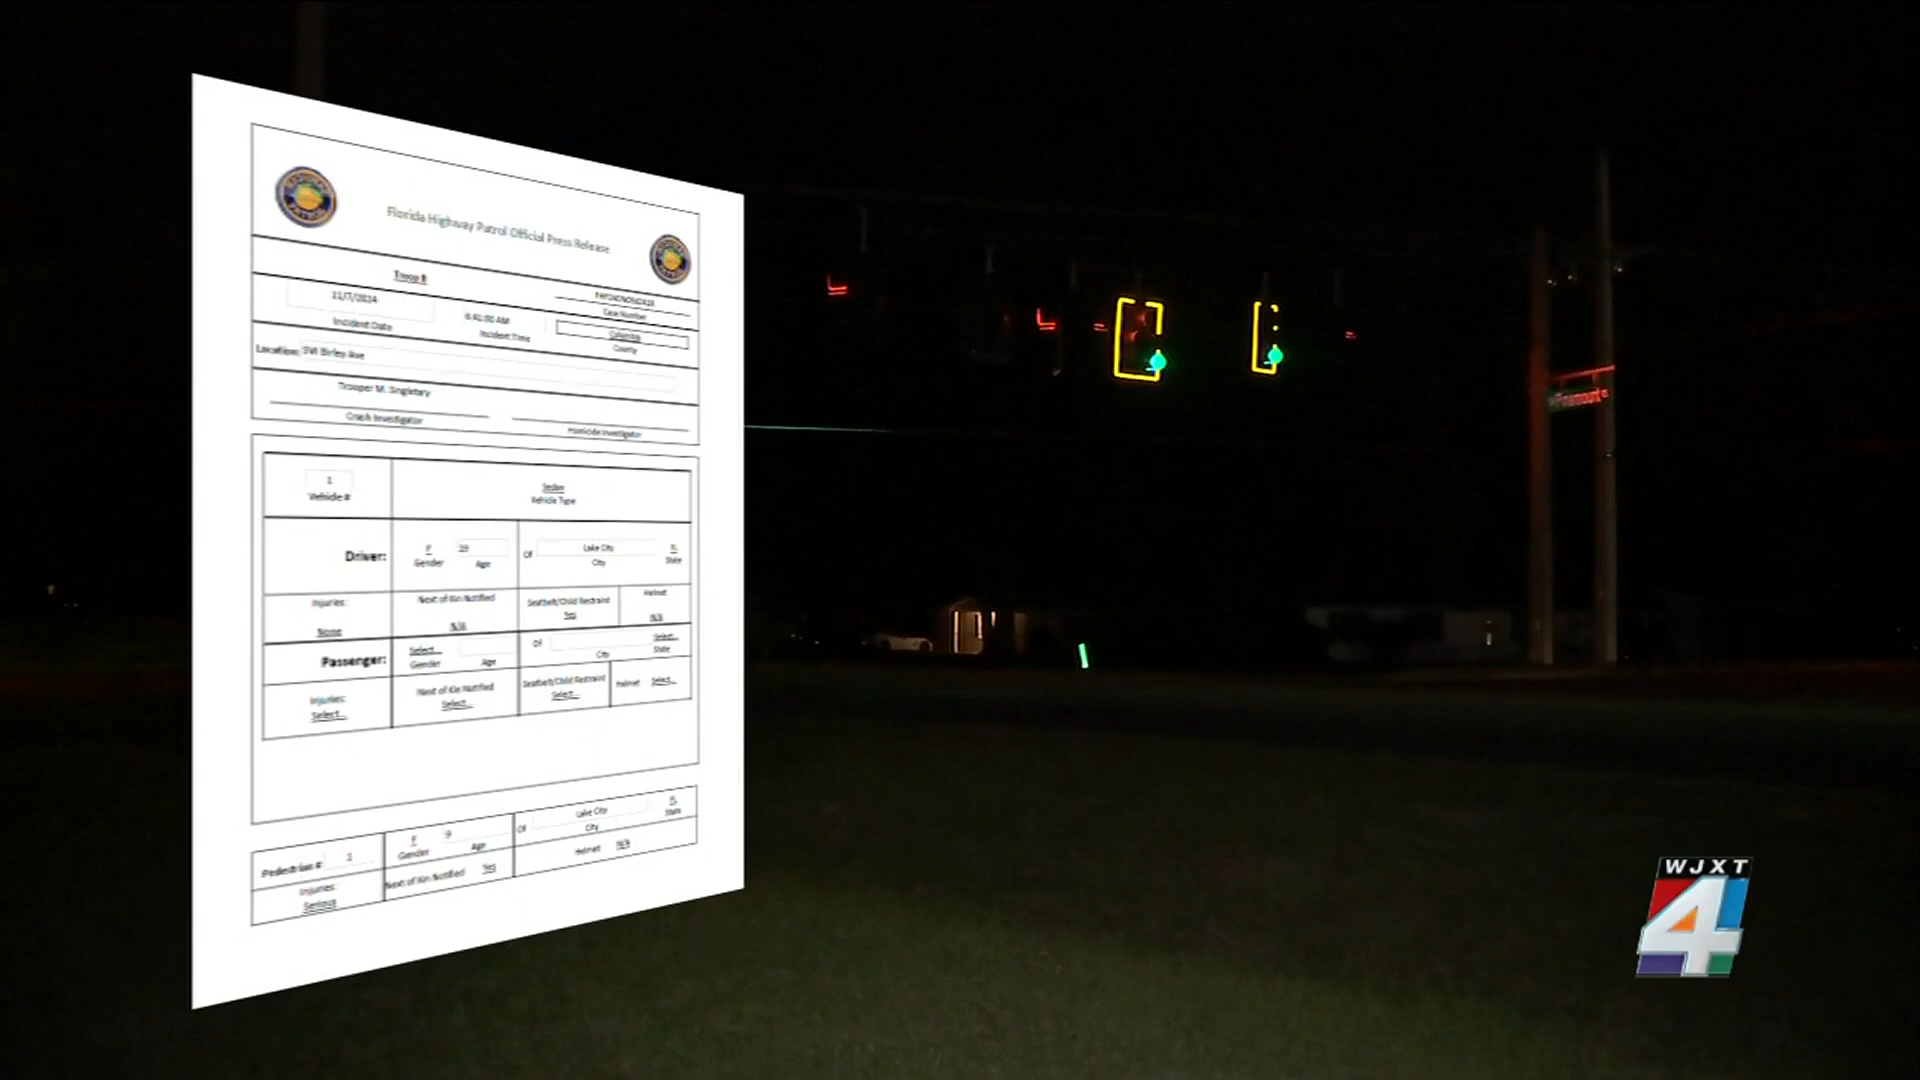 Florida Highway Patrol Official Press Release
Troop B
11/7/2024
Incident Date
6:41:00 AM
Incident Time
Case Number
Columbia
County
Location: SW Birley Ave
Trooper M. Singletary
Crash Investigator
Homicide Investigator
1
Vehicle #
Sedan
Vehicle Type
Driver:
F
Gender
19
Age
Of
Lake City
City
FL
State
Injuries:
None
Next of Kin Notified
N/A
Seatbelt/Child Restraint
Yes
Helmet
N/A
Passenger:
Select...
Gender
Age
Of
City
Select...
State
Injuries:
Select...
Next of Kin Notified
Select...
Seatbelt/Child Restraint
Select...
Helmet Select...
Pedestrian # 1
F
Gender
9
Age
Of
Lake City
City
FL
State
Injuries:
Serious
Next of Kin Notified Yes
Helmet N/A
WJXT
4